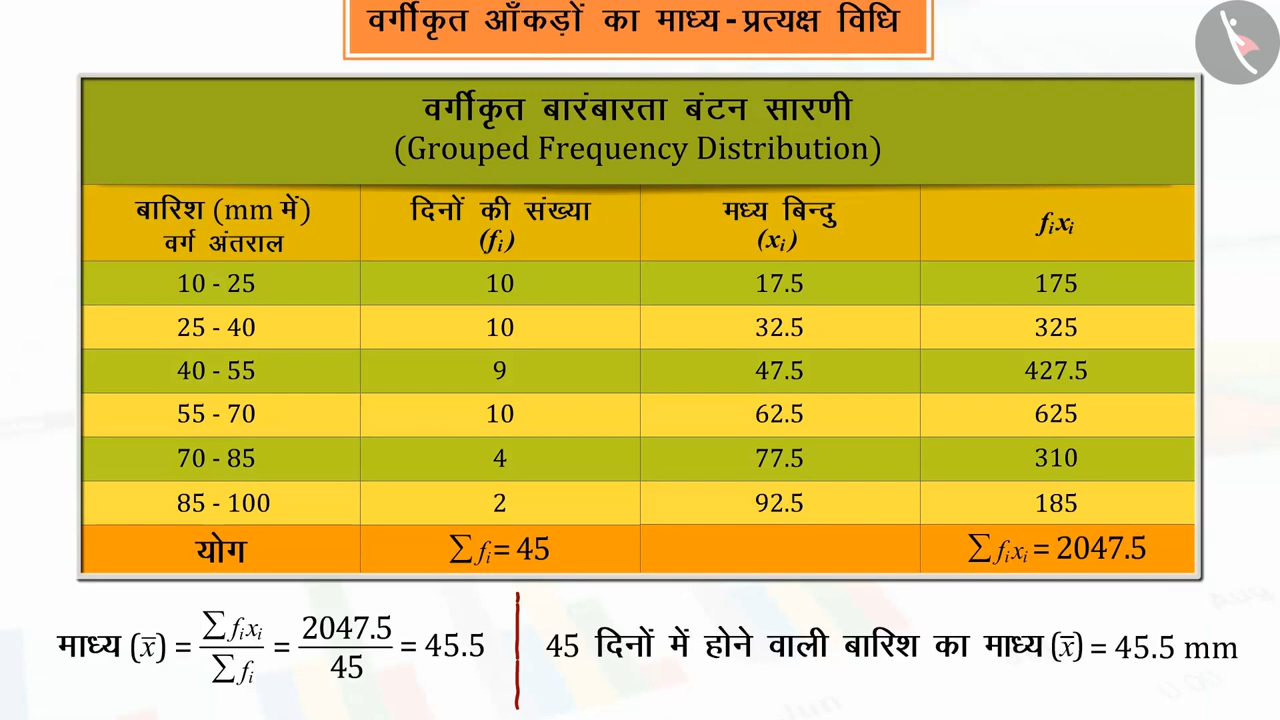 वर्गीकृत आँकड़ों का माध्य - प्रत्यक्ष विधि
वर्गीकृत बारंबारता बंटन सारणी
(Grouped Frequency Distribution)
बारिश (mm में) वर्ग अंतराल दिनों की संख्या (fᵢ) मध्य बिन्दु (xᵢ) fᵢxᵢ
10 - 25 10 17.5 175
25 - 40 10 32.5 325
40 - 55 9 47.5 427.5
55 - 70 10 62.5 625
70 - 85 4 77.5 310
85 - 100 2 92.5 185
योग ∑fᵢ = 45 ∑fᵢxᵢ = 2047.5
माध्य (x̄) = ∑fᵢxᵢ / ∑fᵢ = 2047.5 / 45 = 45.5
45 दिनों में होने वाली बारिश का माध्य (x̄) = 45.5 mm